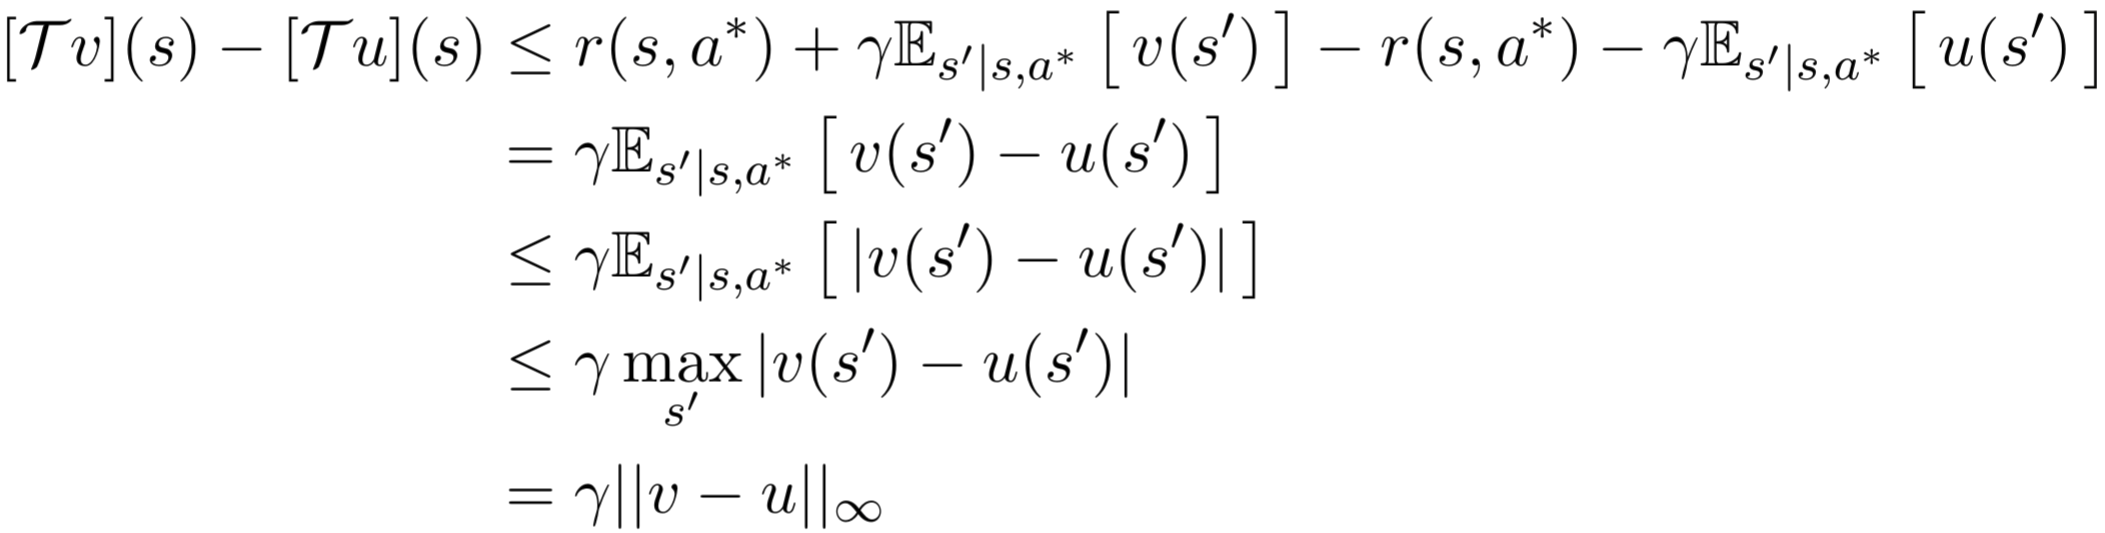 [𝒯v](s) − [𝒯u](s) ≤ r(s, a*) + γ𝔼_{s′|s,a*} [ v(s′) ] − r(s, a*) − γ𝔼_{s′|s,a*} [ u(s′) ]
= γ𝔼_{s′|s,a*} [ v(s′) − u(s′) ]
≤ γ𝔼_{s′|s,a*} [ |v(s′) − u(s′)| ]
≤ γ max_{s′} |v(s′) − u(s′)|
= γ||v − u||_∞